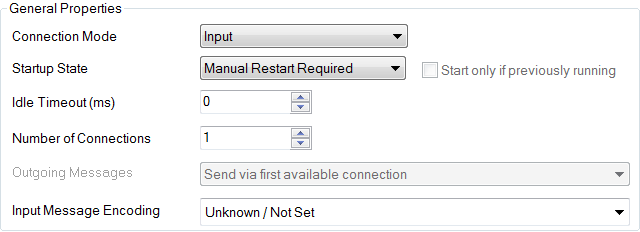 General Properties
Connection Mode Input
Startup State Manual Restart Required Start only if previously running
Idle Timeout (ms) 0
Number of Connections 1
Outgoing Messages Send via first available connection
Input Message Encoding Unknown / Not Set